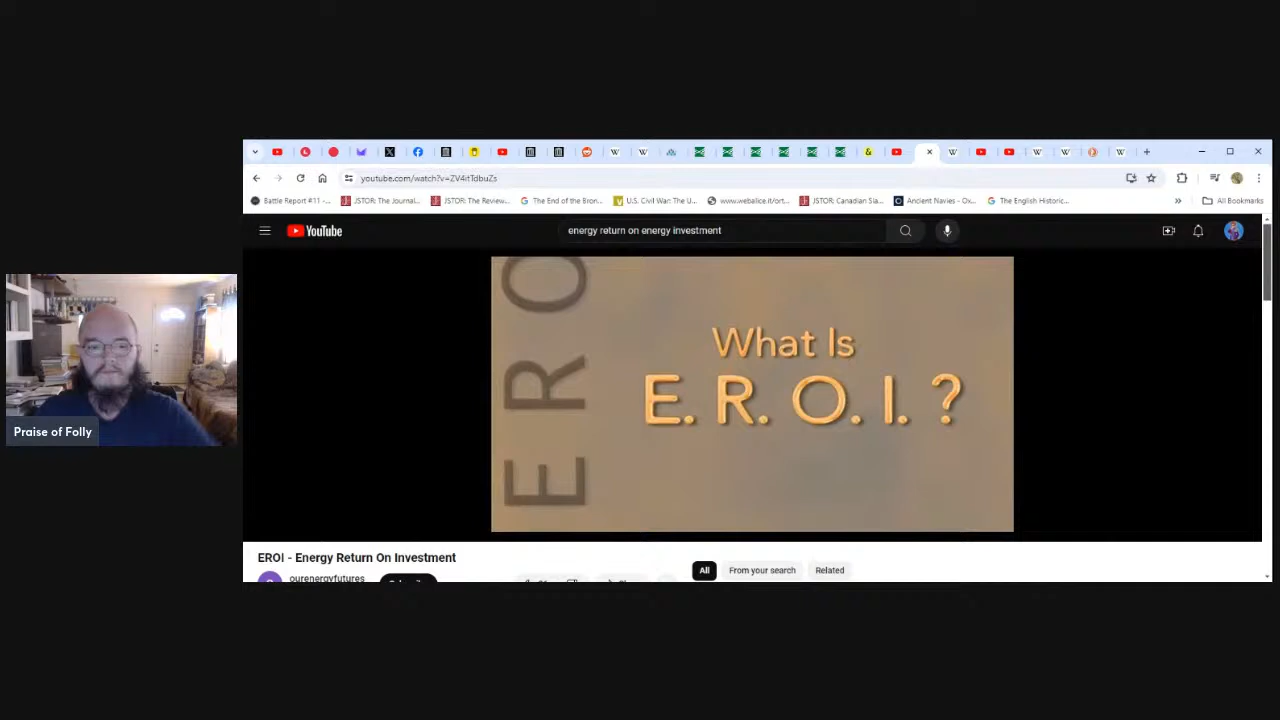 youtube.com/watch?v=ZV4itTdbuZs
Battle Report #11 - ...
JSTOR: The Journal...
JSTOR: The Review...
The End of the Bron...
U.S. Civil War: The U...
www.webalice.it/ort...
JSTOR: Canadian Sla...
Ancient Navies - Ox...
The English Historic...
»
All Bookmarks
YouTube
energy return on energy investment
E R O
What Is
E. R. O. I. ?
Praise of Folly
EROI - Energy Return On Investment
ourenergyfutures
All
From your search
Related